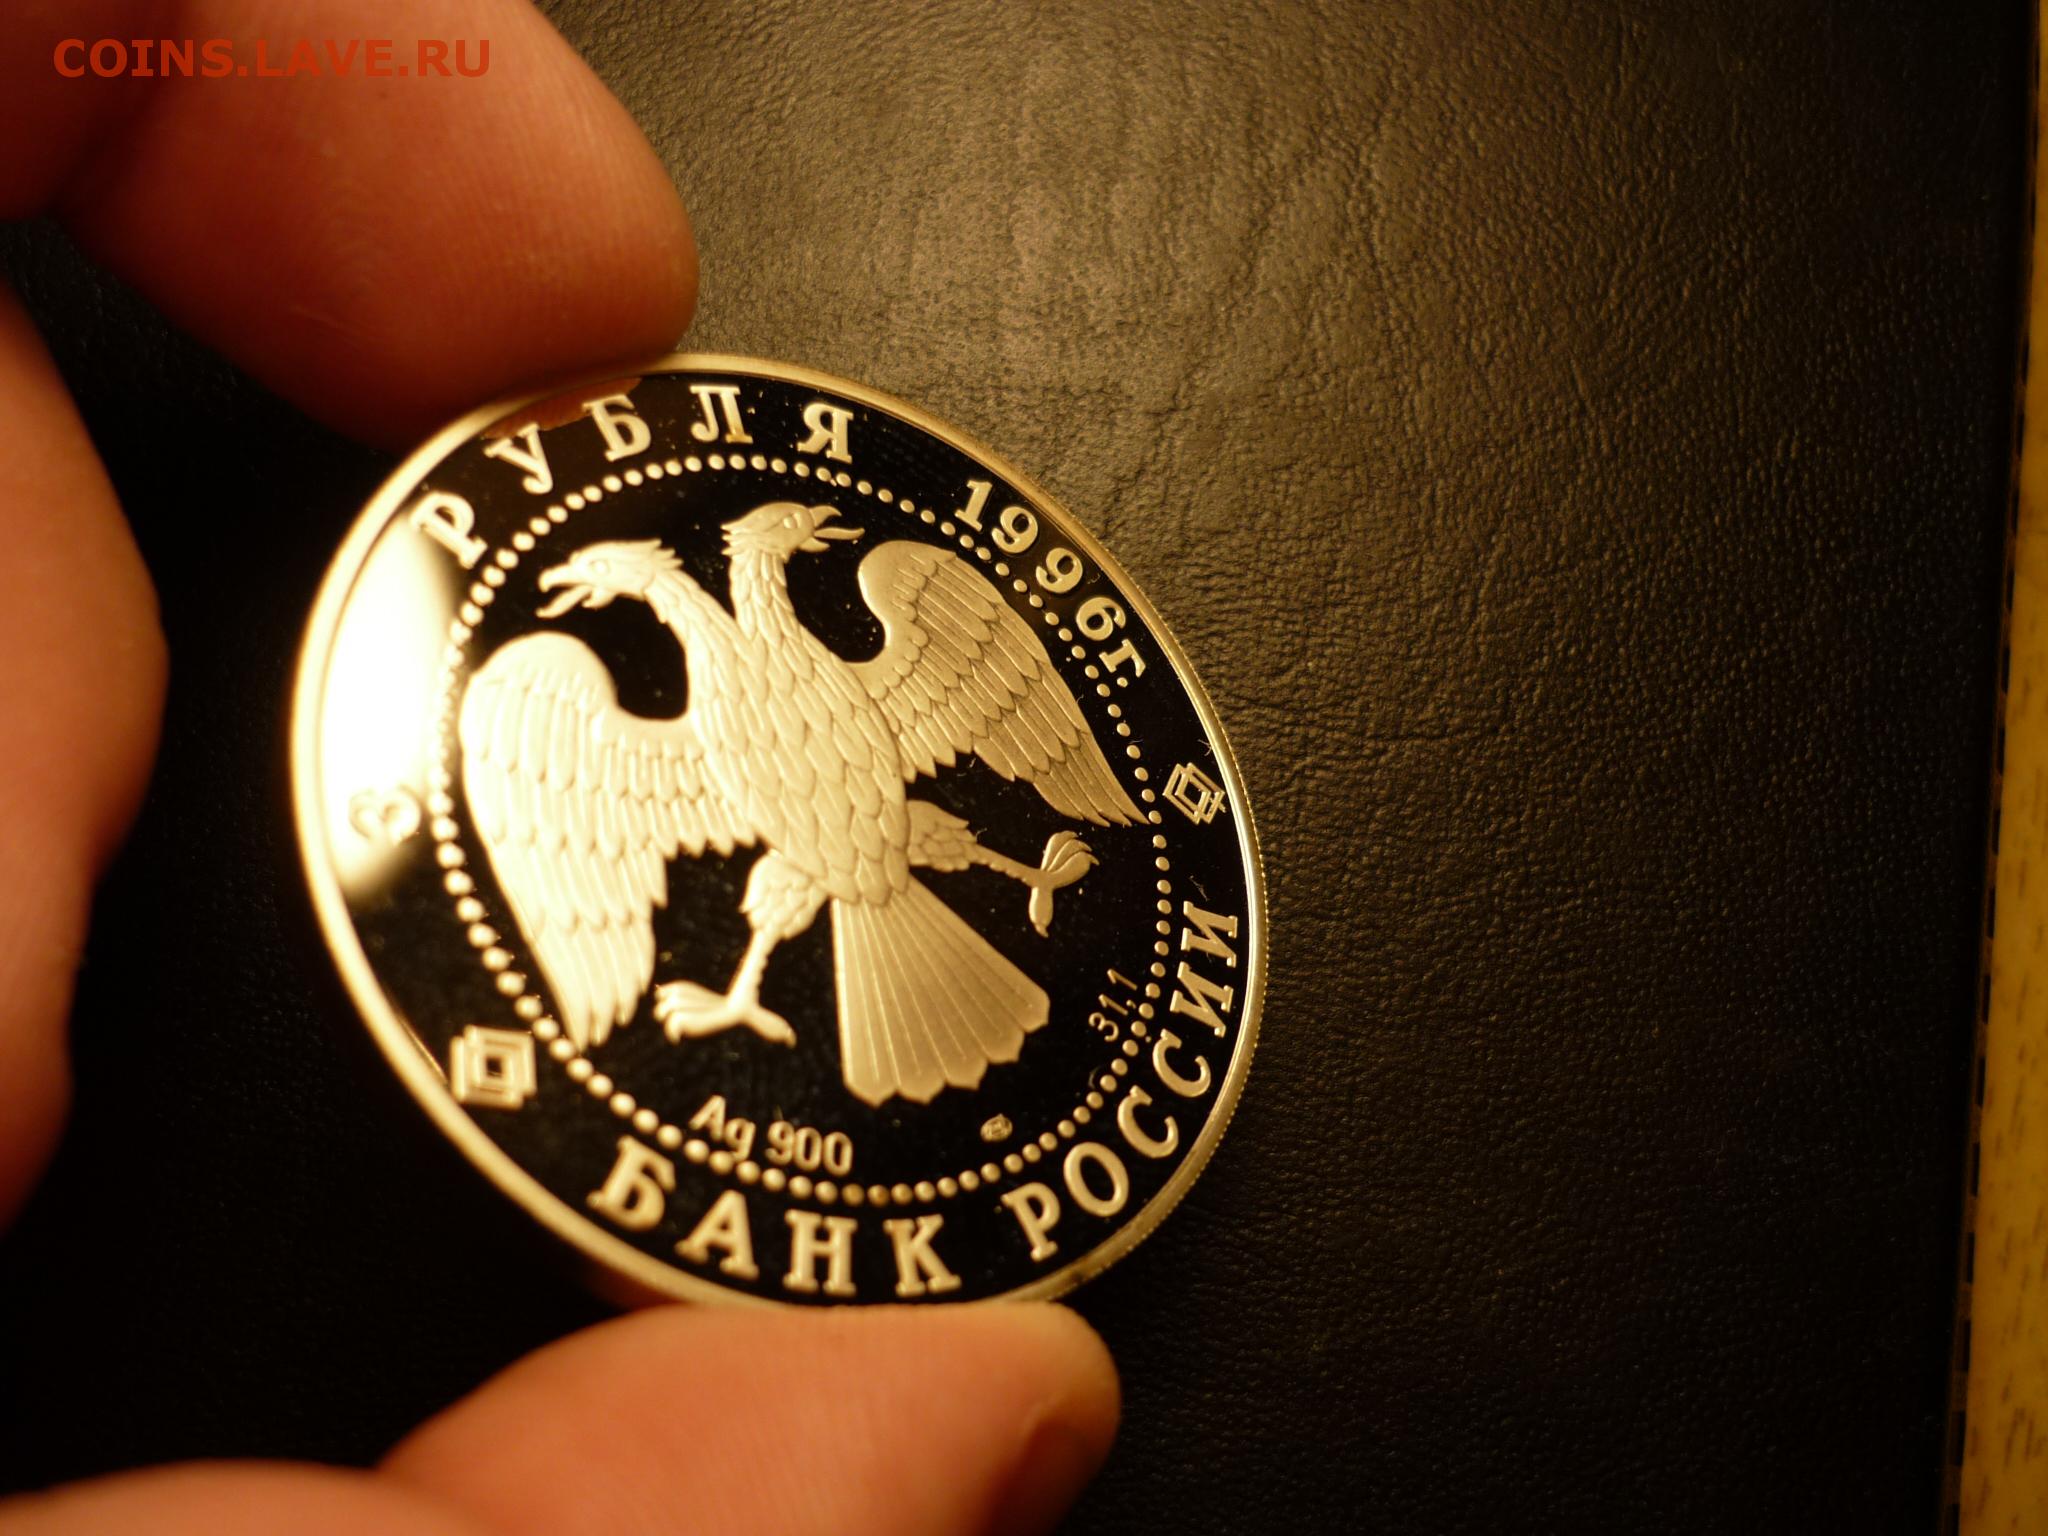 COINS.LAVE.RU
3 РУБЛЯ 1996г.
Ag 900
31,1
БАНК РОССИИ